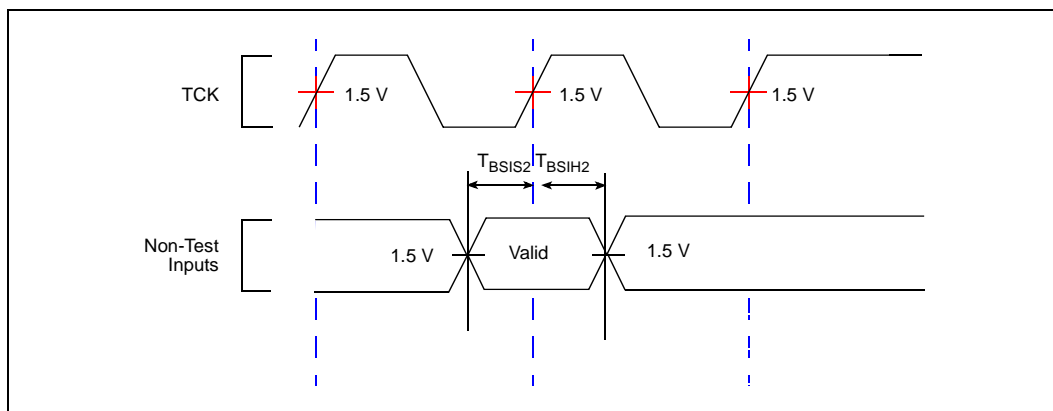 TCK
1.5 V
1.5 V
1.5 V
TBSIS2 TBSIH2
Non-Test
Inputs
1.5 V
Valid
1.5 V